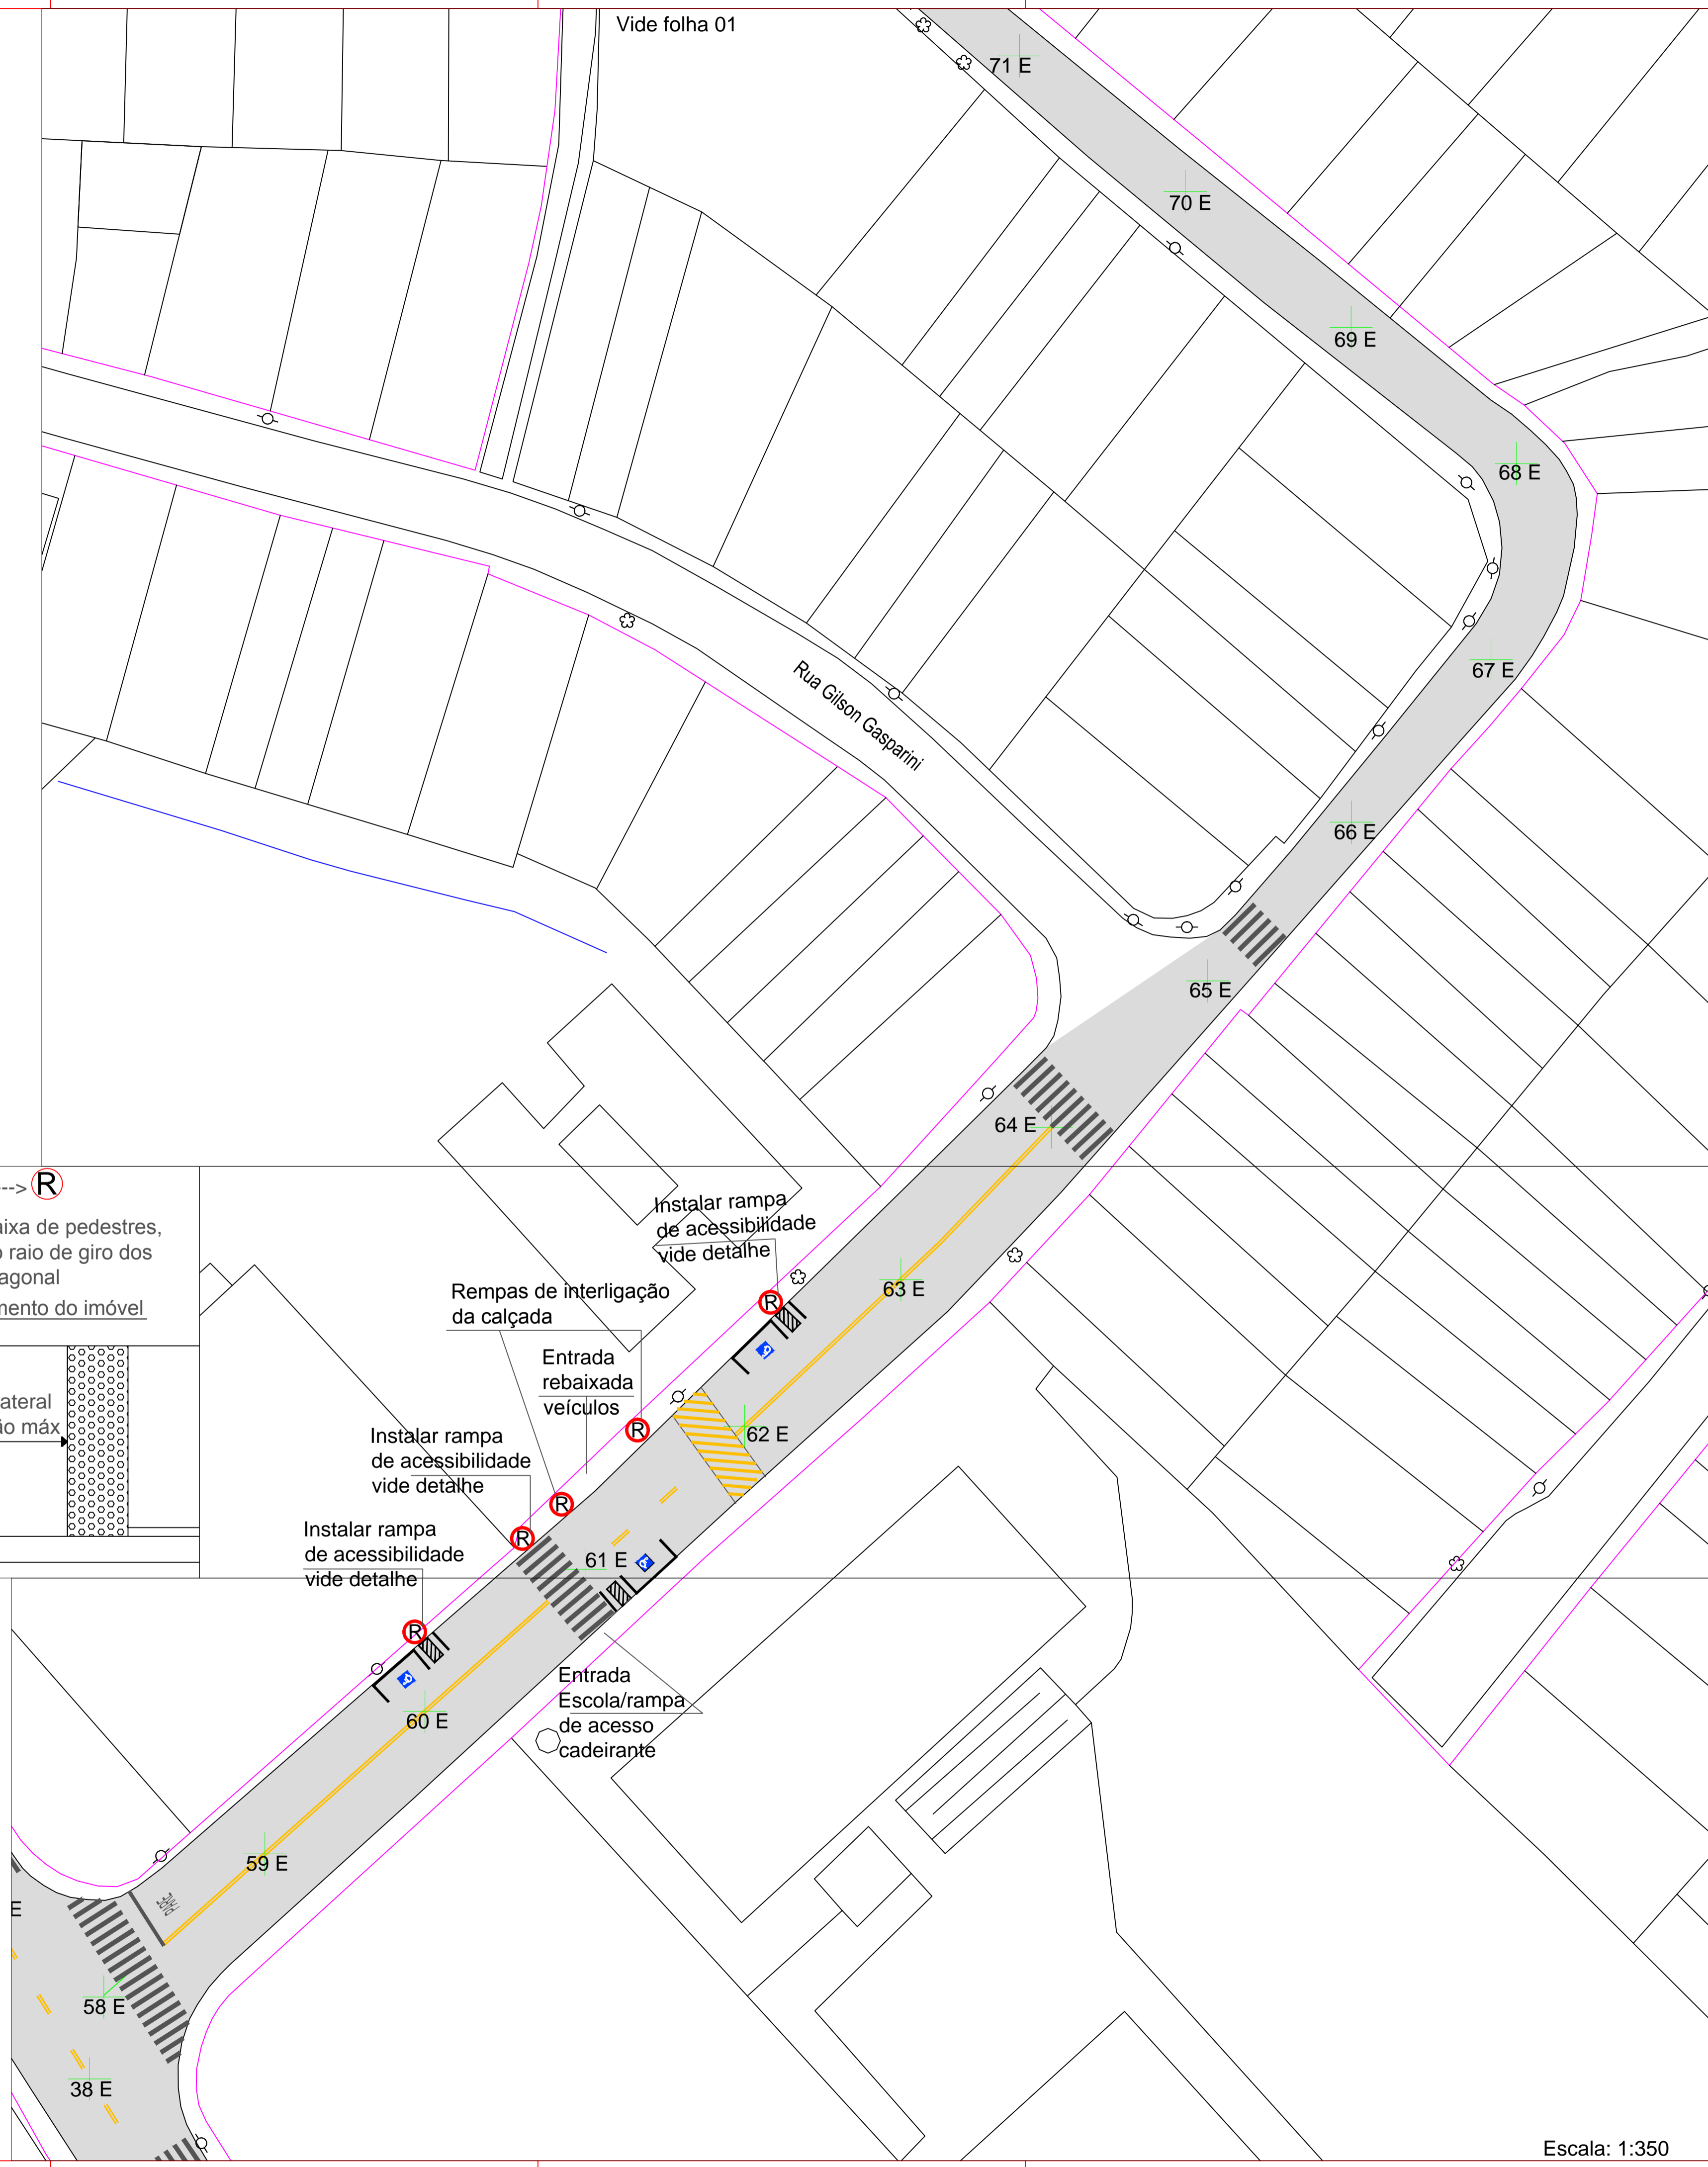 Vide folha 01
71 E
70 E
69 E
68 E
67 E
66 E
65 E
64 E
63 E
62 E
61 E
60 E
59 E
58 E
38 E
E
Rua Gilson Gasparini
--> R
aixa de pedestres,
o raio de giro dos
agonal
mento do imóvel
ateral
ão máx
Instalar rampa
de acessibilidade
vide detalhe
R
Rempas de interligação
da calçada
R
R
Entrada
rebaixada
veículos
Instalar rampa
de acessibilidade
vide detalhe
R
Instalar rampa
de acessibilidade
vide detalhe
R
Entrada
Escola/rampa
de acesso
cadeirante
PARE
Escala: 1:350